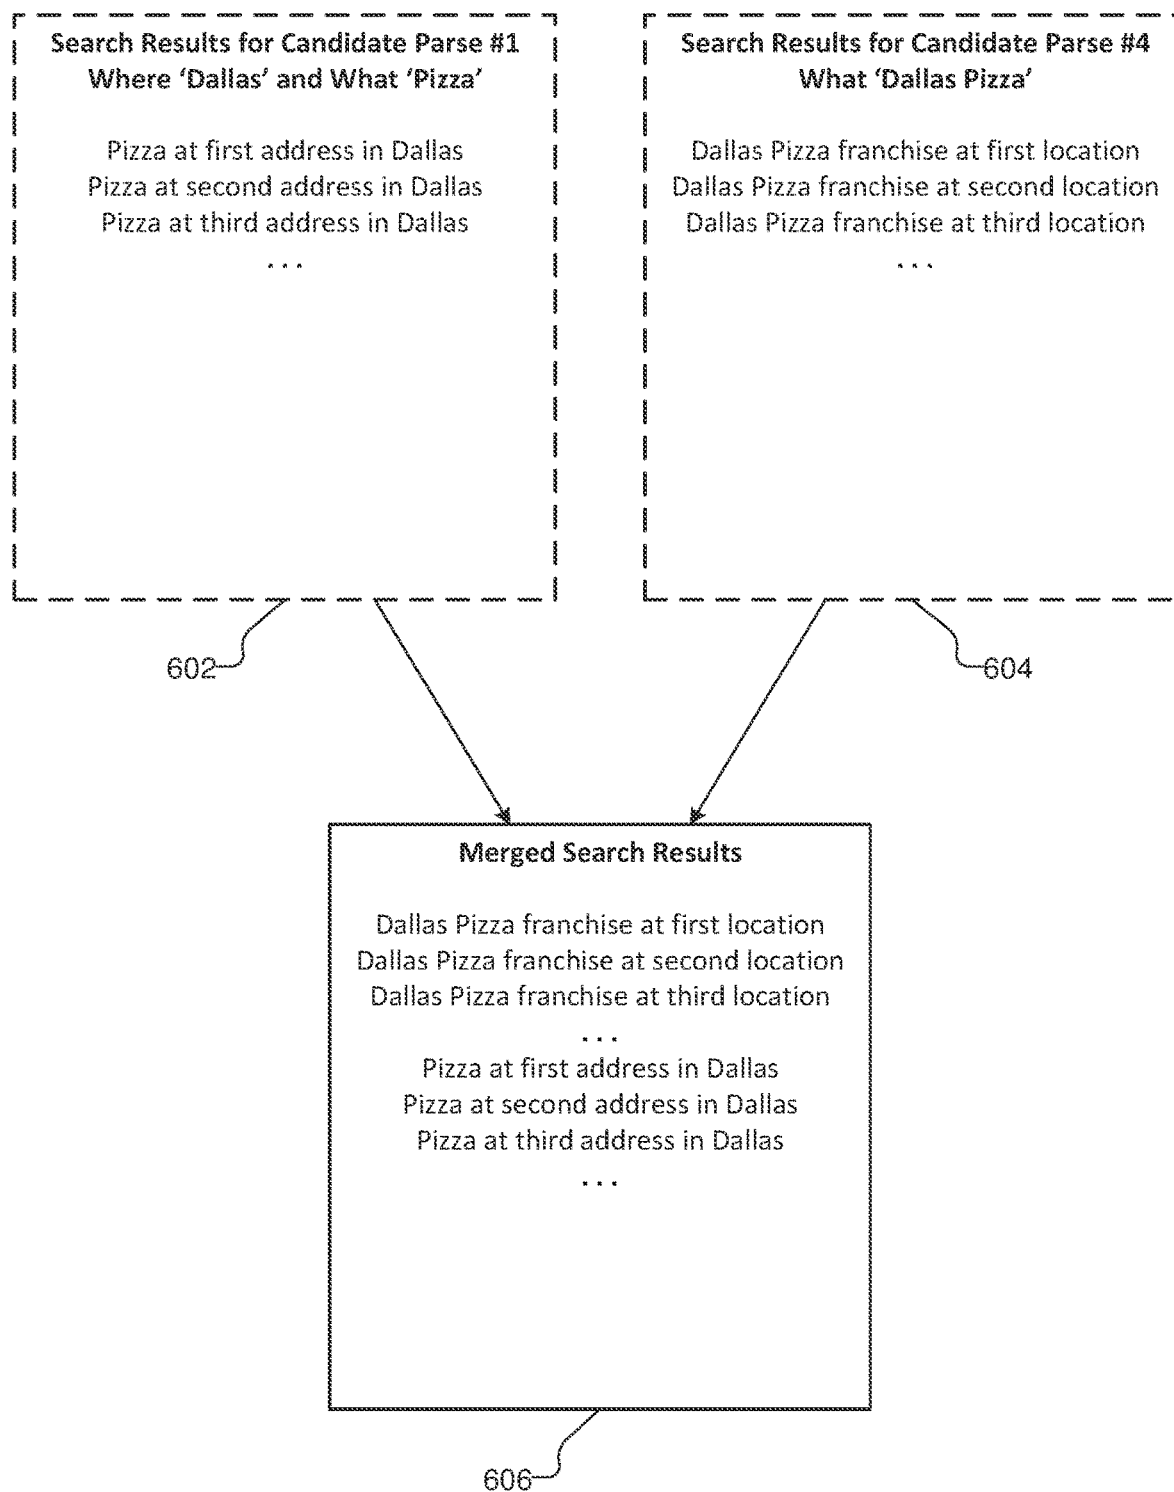 Search Results for Candidate Parse #1
Where ‘Dallas’ and What ‘Pizza’
Pizza at first address in Dallas
Pizza at second address in Dallas
Pizza at third address in Dallas
...
602
Search Results for Candidate Parse #4
What ‘Dallas Pizza’
Dallas Pizza franchise at first location
Dallas Pizza franchise at second location
Dallas Pizza franchise at third location
...
604
Merged Search Results
Dallas Pizza franchise at first location
Dallas Pizza franchise at second location
Dallas Pizza franchise at third location
...
Pizza at first address in Dallas
Pizza at second address in Dallas
Pizza at third address in Dallas
...
606